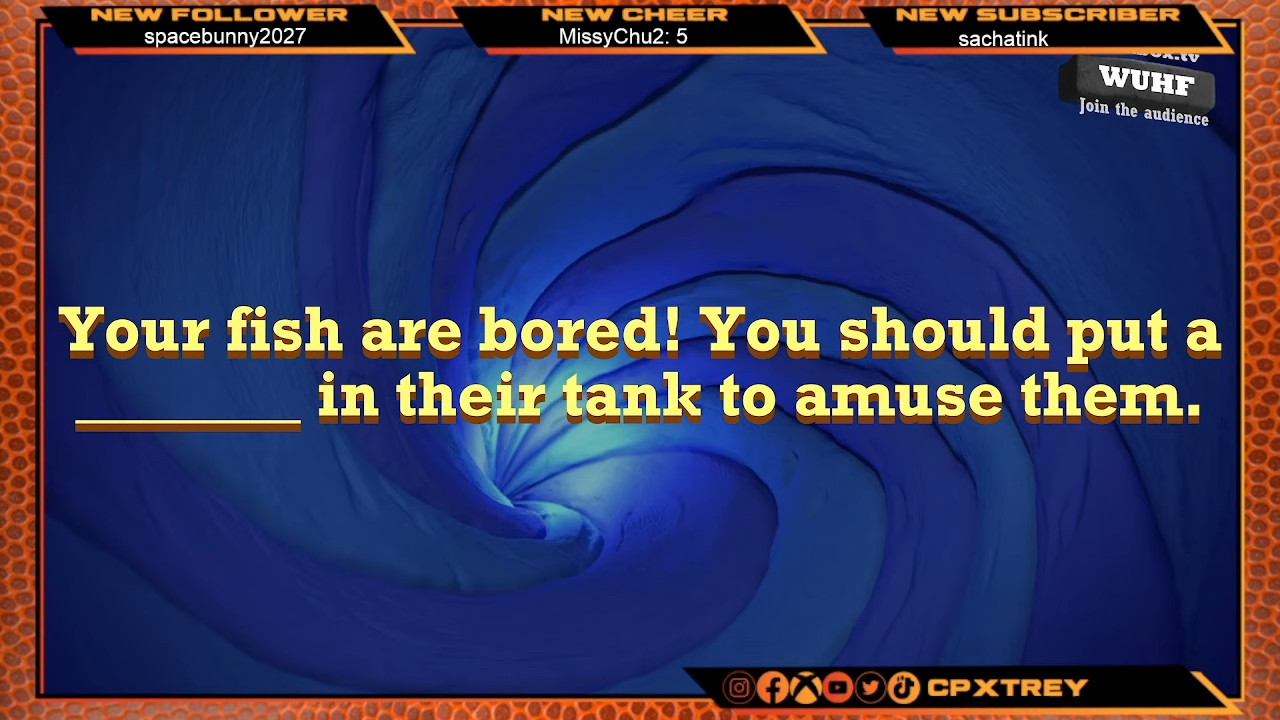 NEW FOLLOWER
spacebunny2027
NEW CHEER
MissyChu2: 5
NEW SUBSCRIBER
sachatink
WUHF
Join the audience
Your fish are bored! You should put a
________ in their tank to amuse them.
CPXTREY